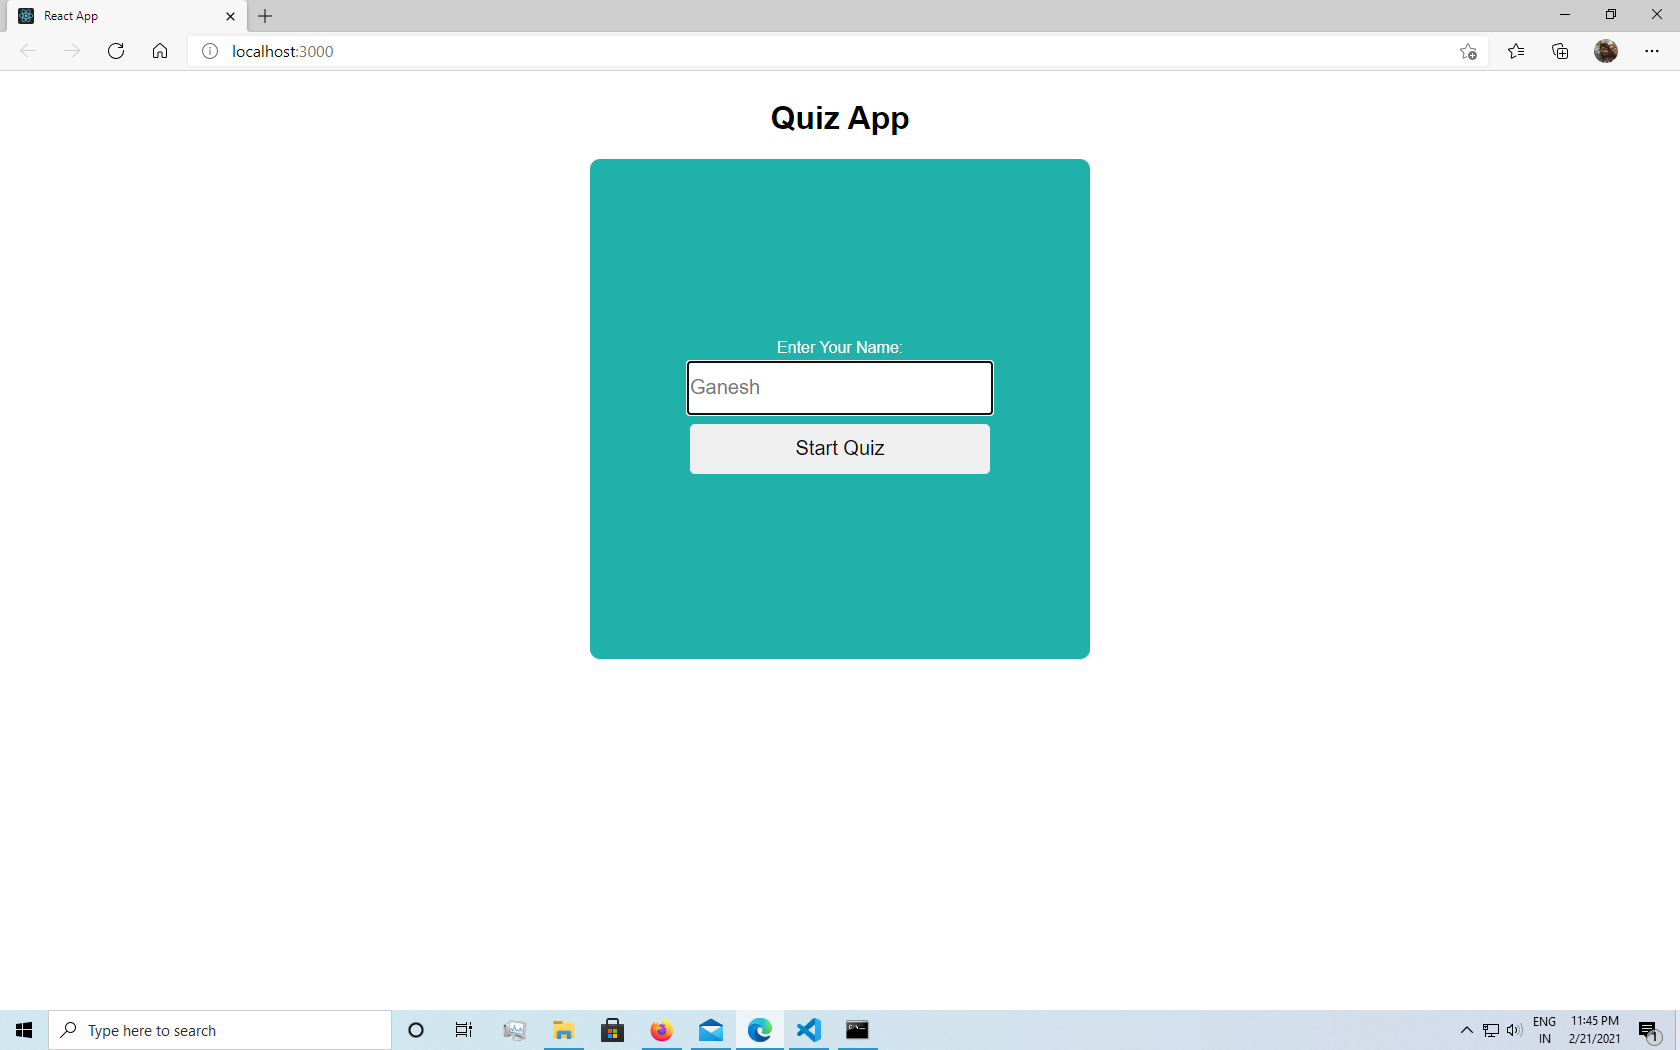 React App
localhost:3000
Quiz App
Enter Your Name:
Ganesh
Start Quiz
Type here to search
ENG
IN
11:45 PM
2/21/2021
1